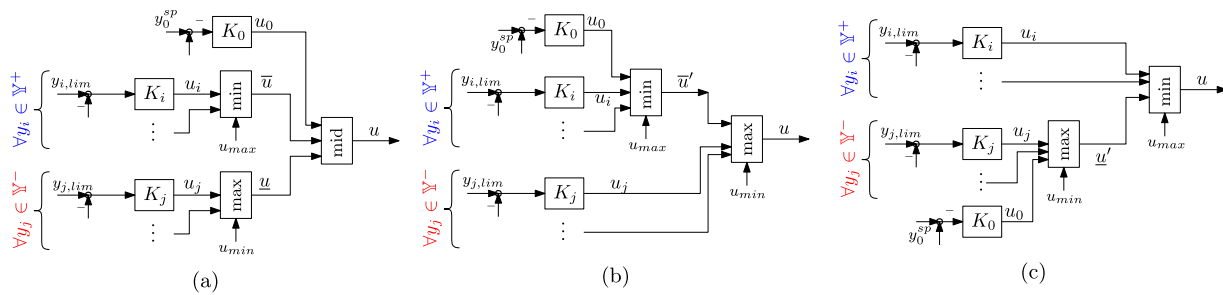 y_0^{sp} − K_0 u_0
∀y_i ∈ 𝕐^+ y_{i,lim} − K_i u_i min u̅
⋮ u_{max}
mid u
∀y_j ∈ 𝕐^- y_{j,lim} − K_j u_j max u̲
⋮ u_{min}
(a)
y_0^{sp} − K_0 u_0
∀y_i ∈ 𝕐^+ y_{i,lim} − K_i u_i min u̅′
⋮ u_{max}
max u
u_{min}
∀y_j ∈ 𝕐^- y_{j,lim} − K_j u_j
⋮
(b)
∀y_i ∈ 𝕐^+ y_{i,lim} − K_i u_i
⋮ min u
u_{max}
∀y_j ∈ 𝕐^- y_{j,lim} − K_j u_j max u̲′
⋮ u_{min}
y_0^{sp} − K_0 u_0
(c)